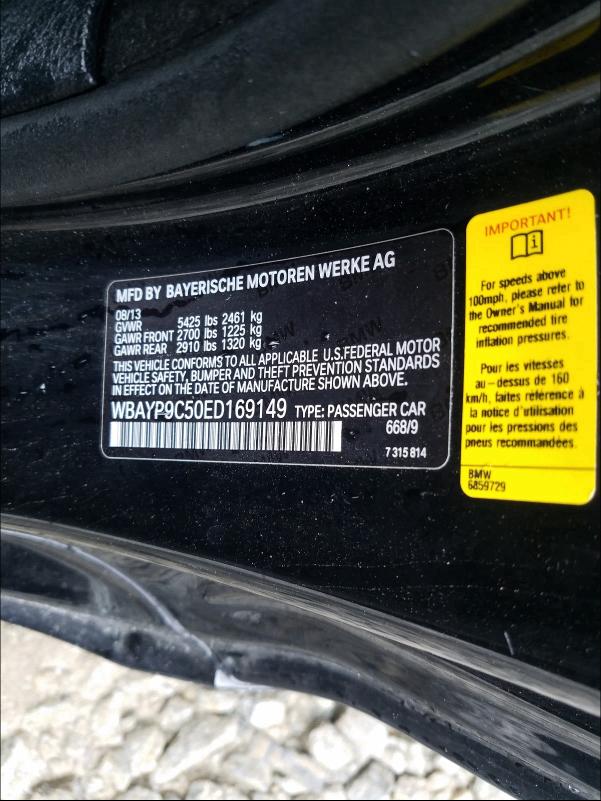 MFD BY BAYERISCHE MOTOREN WERKE AG
08/13
GVWR 5425 lbs 2461 kg
GAWR FRONT 2700 lbs 1225 kg
GAWR REAR 2910 lbs 1320 kg
THIS VEHICLE CONFORMS TO ALL APPLICABLE U.S.FEDERAL MOTOR
VEHICLE SAFETY, BUMPER AND THEFT PREVENTION STANDARDS
IN EFFECT ON THE DATE OF MANUFACTURE SHOWN ABOVE.
WBAYP9C50ED169149 TYPE: PASSENGER CAR
668/9
7 315 814
IMPORTANT!
For speeds above
100mph, please refer to
the Owner's Manual for
recommended tire
inflation pressures.
Pour les vitesses
au-dessus de 160
km/h, faites référence à
la notice d'utilisation
pour les pressions des
pneus recommandées.
BMW
6859729